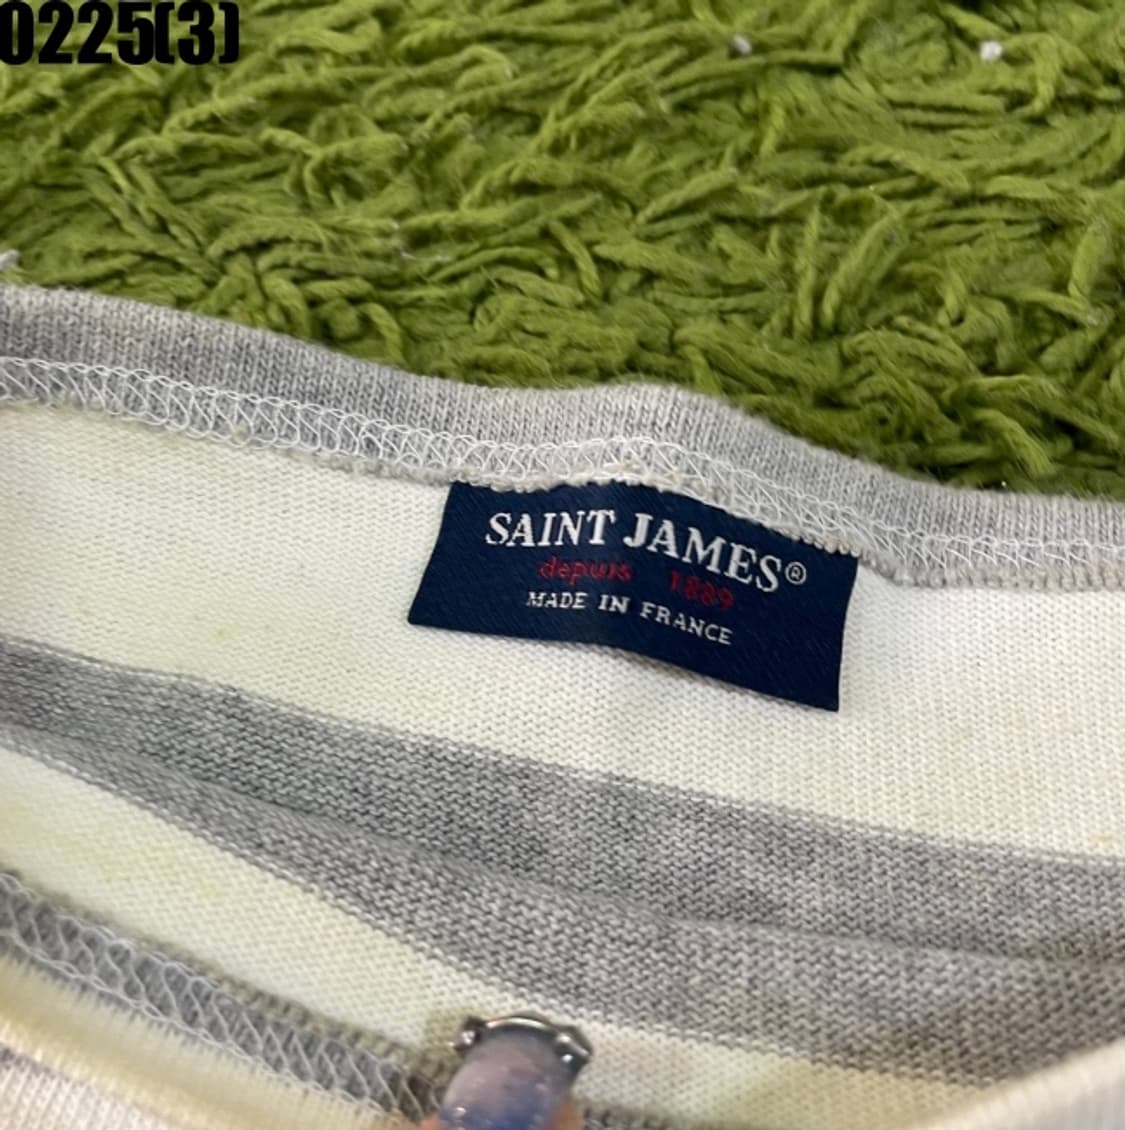 0225(3)
SAINT JAMES®
depuis 1889
MADE IN FRANCE